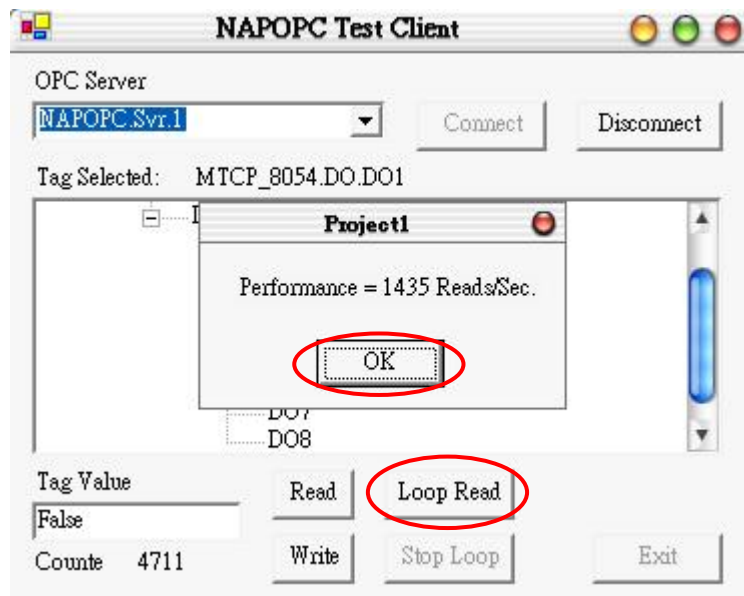 NAPOPC Test Client
OPC Server
NAPOPC.Svr.1
Connect
Disconnect
Tag Selected: MTCP_8054.DO.DO1
Project1
Performance = 1435 Reads/Sec.
OK
DO7
DO8
Tag Value
Read
Loop Read
False
Counte 4711
Write
Stop Loop
Exit